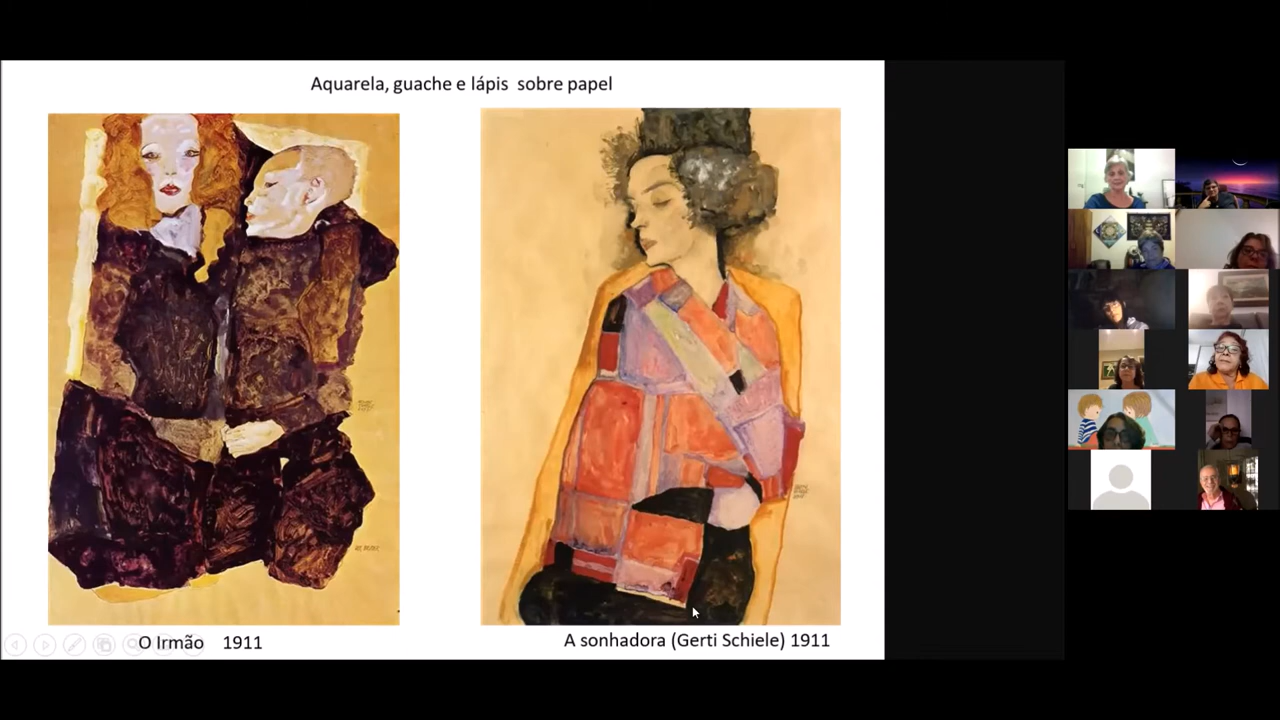 Aquarela, guache e lápis  sobre papel
O Irmão    1911
A sonhadora (Gerti Schiele) 1911